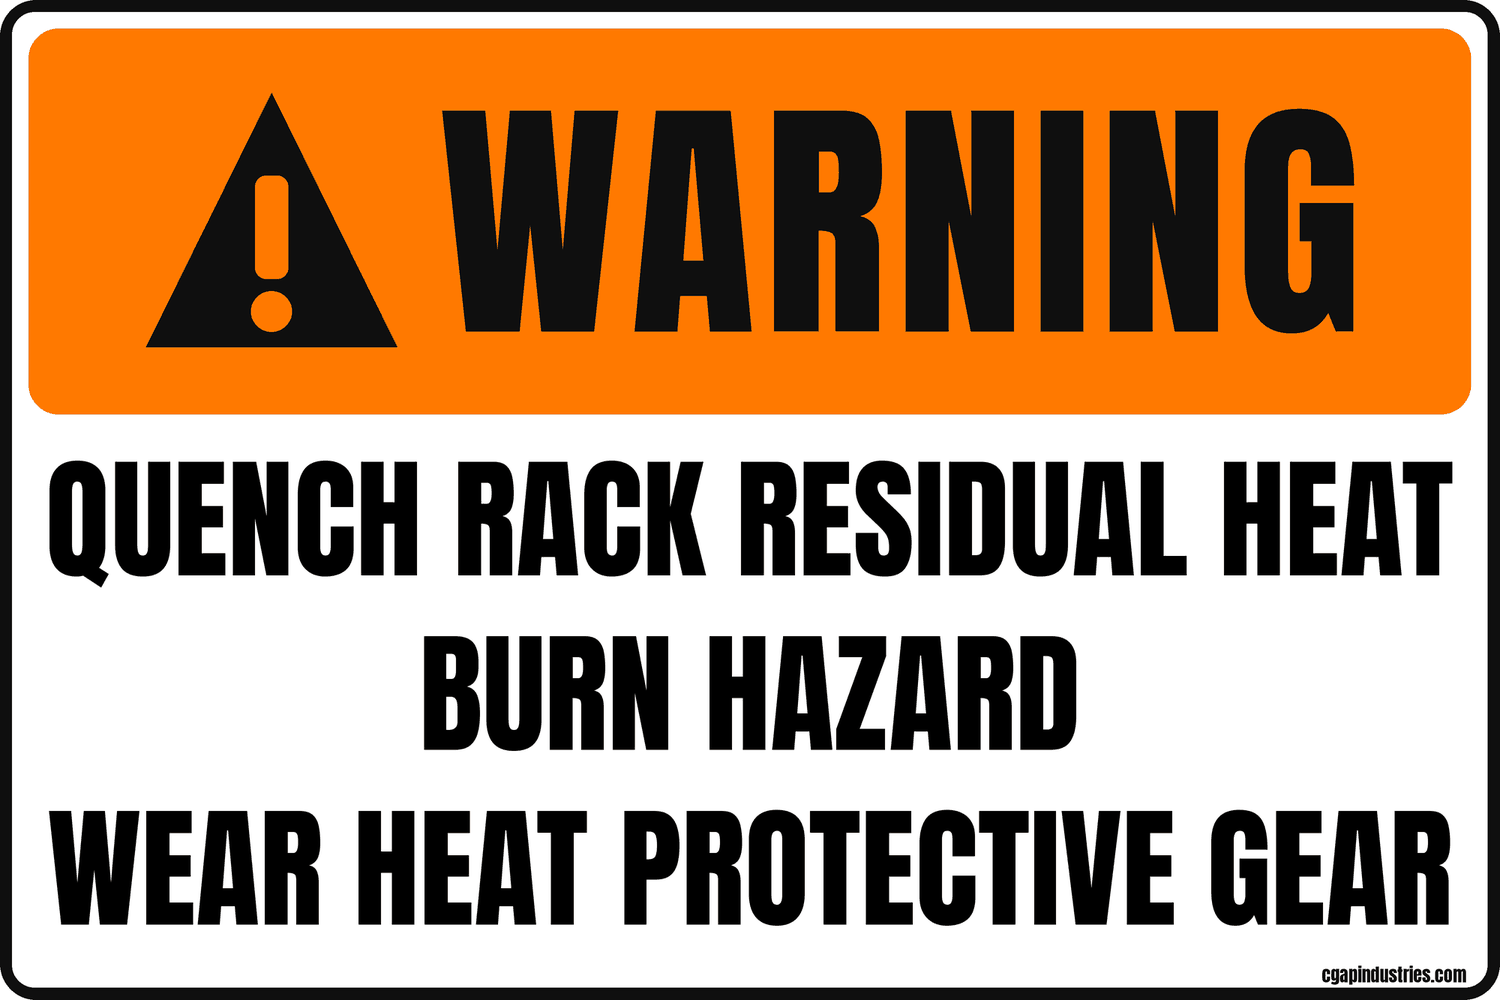 WARNING
QUENCH RACK RESIDUAL HEAT
BURN HAZARD
WEAR HEAT PROTECTIVE GEAR
cgapindustries.com